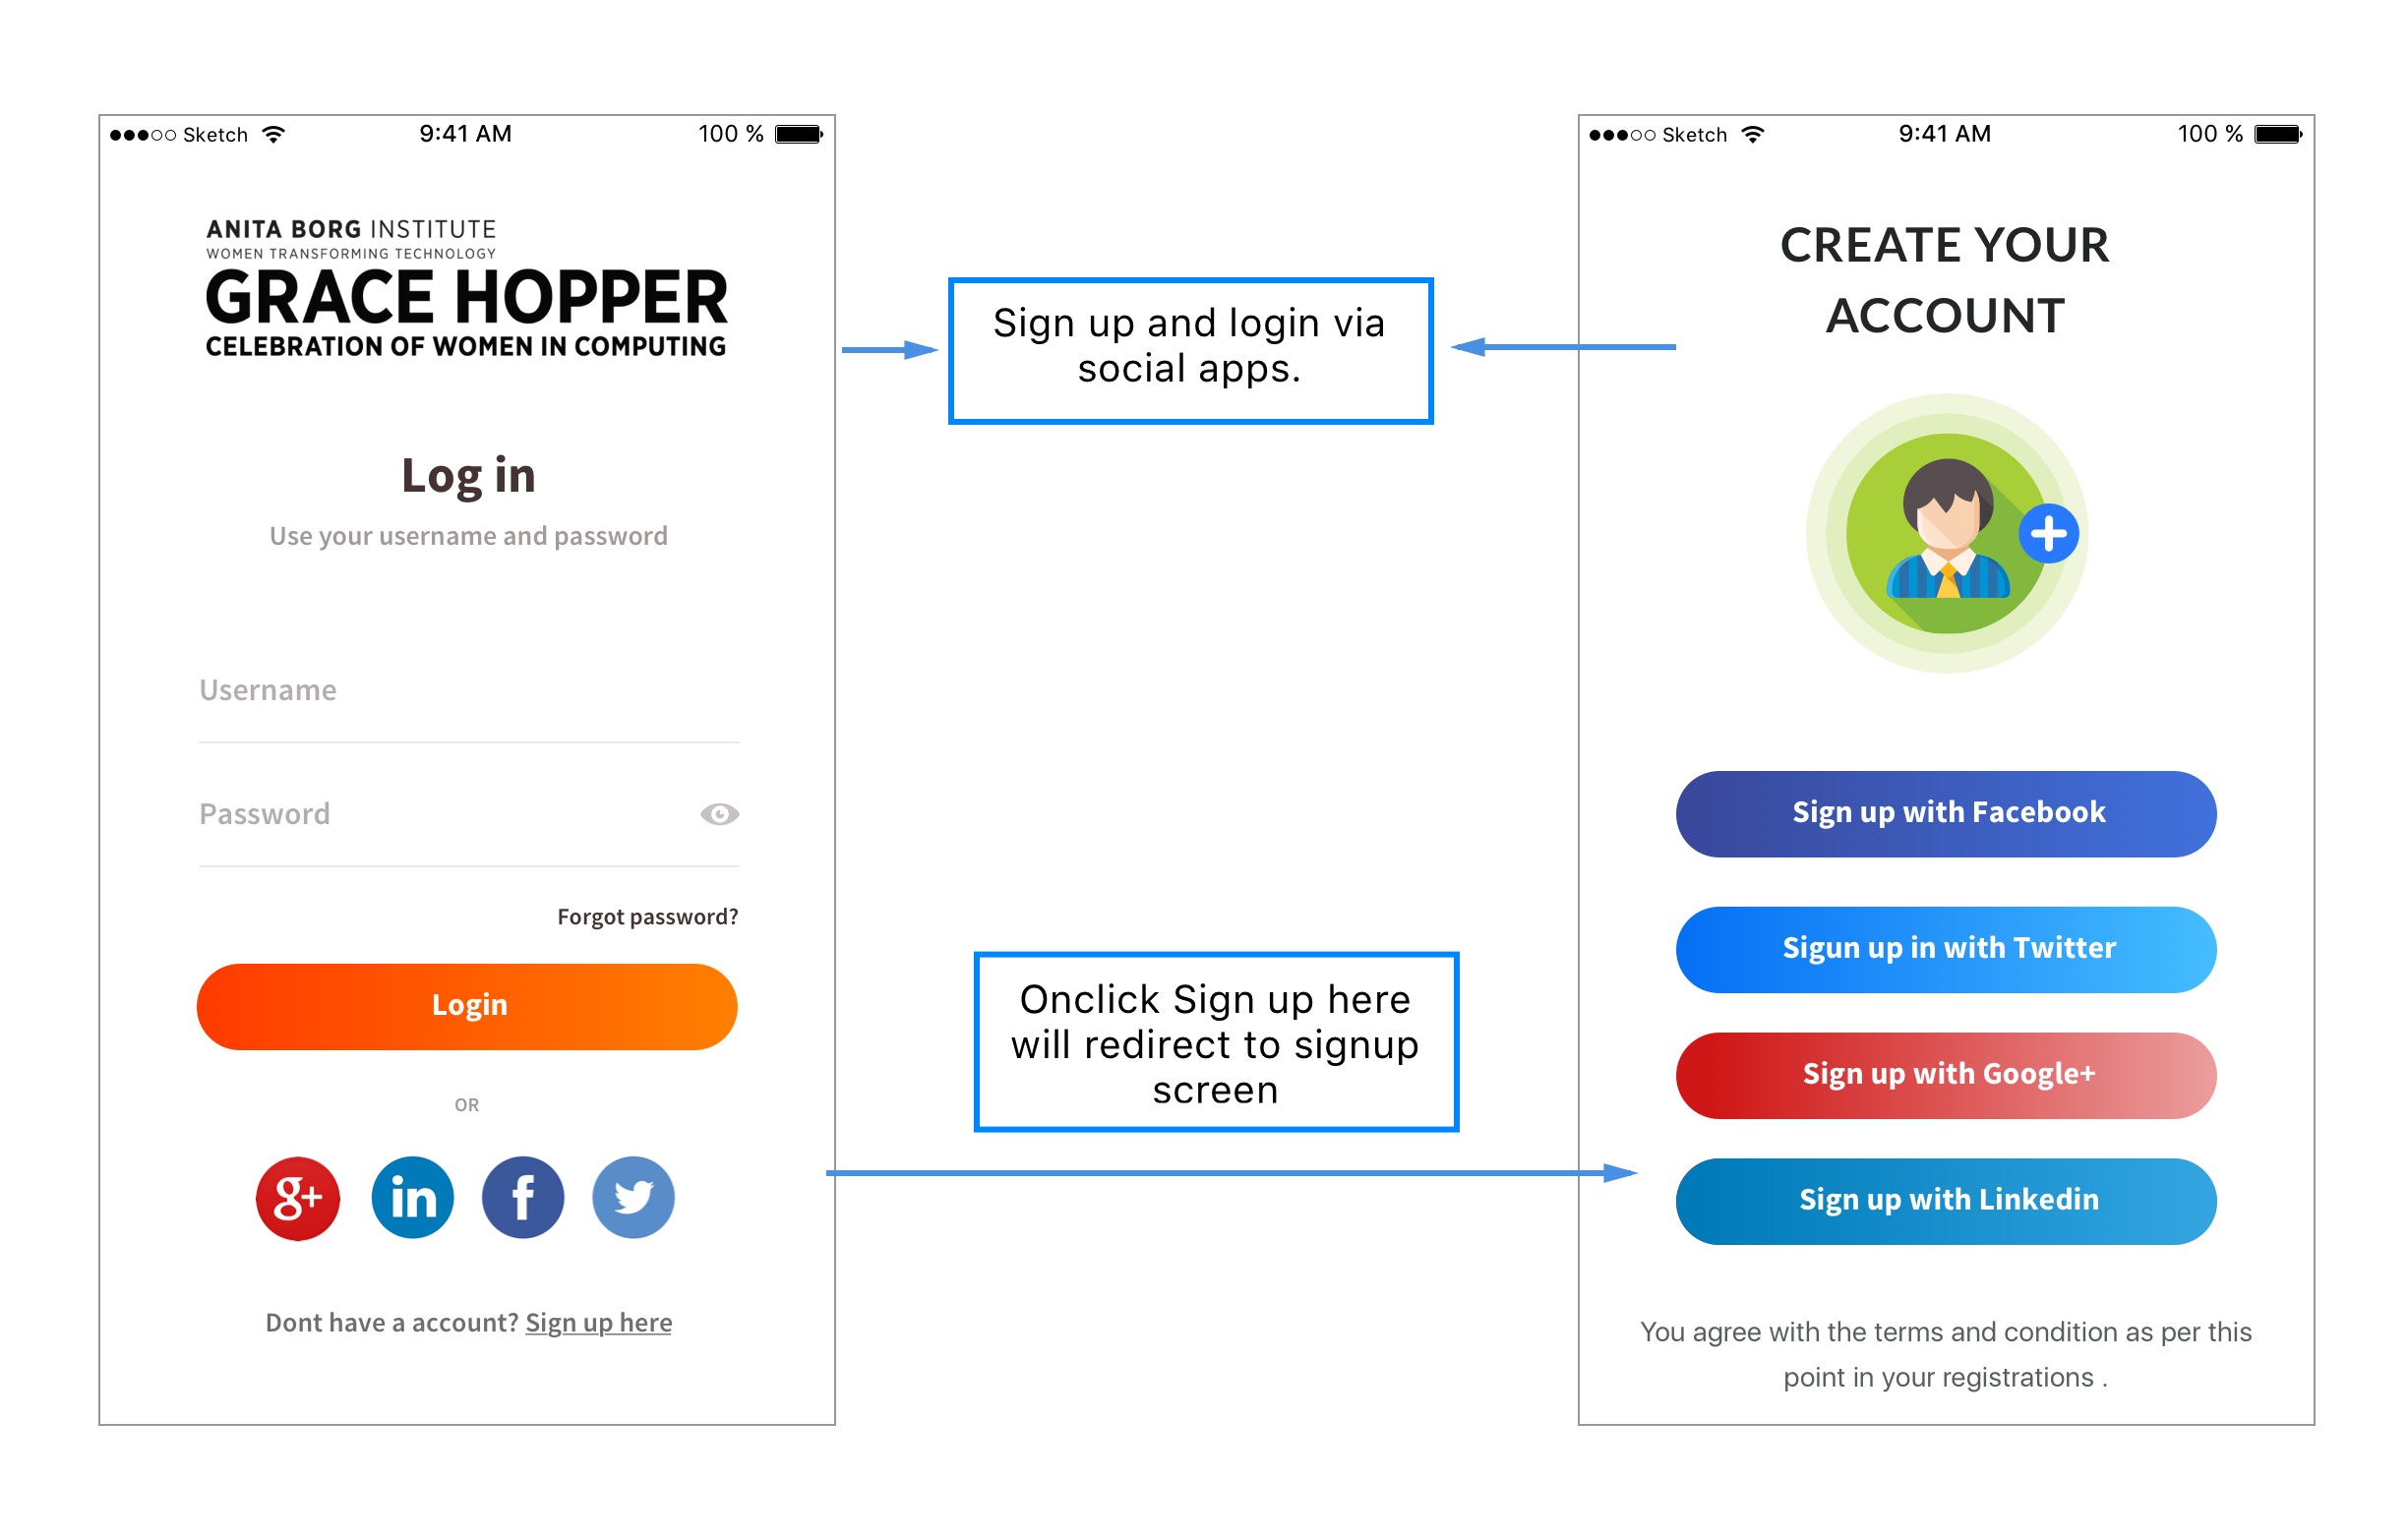 Sketch 9:41 AM 100 %
ANITA BORG INSTITUTE
WOMEN TRANSFORMING TECHNOLOGY
GRACE HOPPER
CELEBRATION OF WOMEN IN COMPUTING
Log in
Use your username and password
Username
Password
Forgot password?
Login
OR
g+ in f
Dont have a account? Sign up here
Sign up and login via
social apps.
Onclick Sign up here
will redirect to signup
screen
Sketch 9:41 AM 100 %
CREATE YOUR
ACCOUNT
Sign up with Facebook
Sigun up in with Twitter
Sign up with Google+
Sign up with Linkedin
You agree with the terms and condition as per this
point in your registrations .